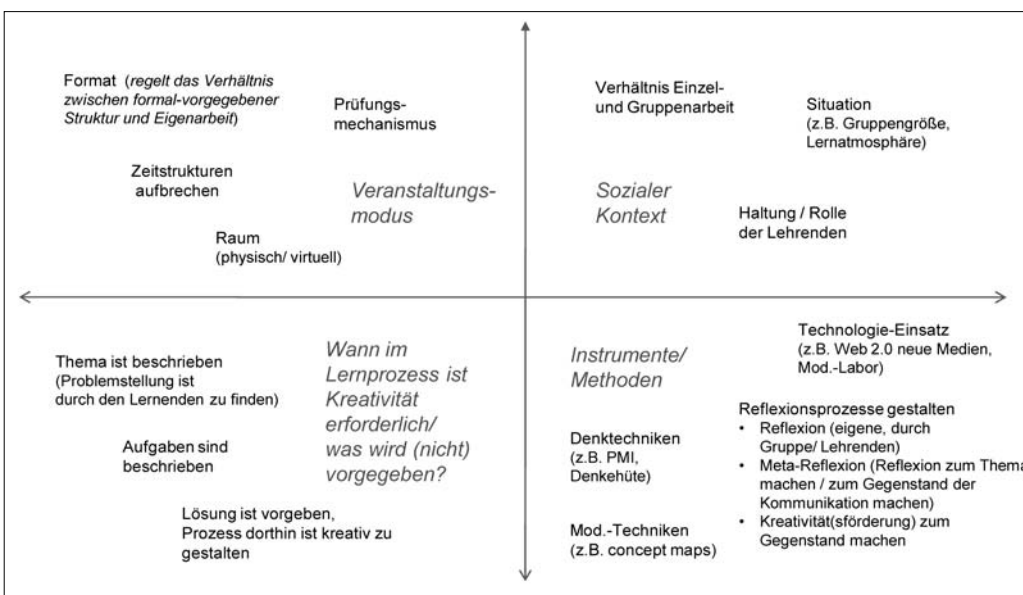 Format (regelt das Verhältnis
zwischen formal-vorgegebener
Struktur und Eigenarbeit)
Prüfungs-
mechanismus
Zeitstrukturen
aufbrechen
Veranstaltungs-
modus
Raum
(physisch/ virtuell)
Verhältnis Einzel-
und Gruppenarbeit
Situation
(z.B. Gruppengröße,
Lernatmosphäre)
Sozialer
Kontext
Haltung / Rolle
der Lehrenden
Thema ist beschrieben
(Problemstellung ist
durch den Lernenden zu finden)
Wann im
Lernprozess ist
Kreativität
erforderlich/
was wird (nicht)
vorgegeben?
Aufgaben sind
beschrieben
Lösung ist vorgeben,
Prozess dorthin ist kreativ zu
gestalten
Instrumente/
Methoden
Technologie-Einsatz
(z.B. Web 2.0 neue Medien,
Mod.-Labor)
Denktechniken
(z.B. PMI,
Denkehüte)
Mod.-Techniken
(z.B. concept maps)
Reflexionsprozesse gestalten
• Reflexion (eigene, durch
Gruppe/ Lehrenden)
• Meta-Reflexion (Reflexion zum Thema
machen / zum Gegenstand der
Kommunikation machen)
• Kreativität(sförderung) zum
Gegenstand machen